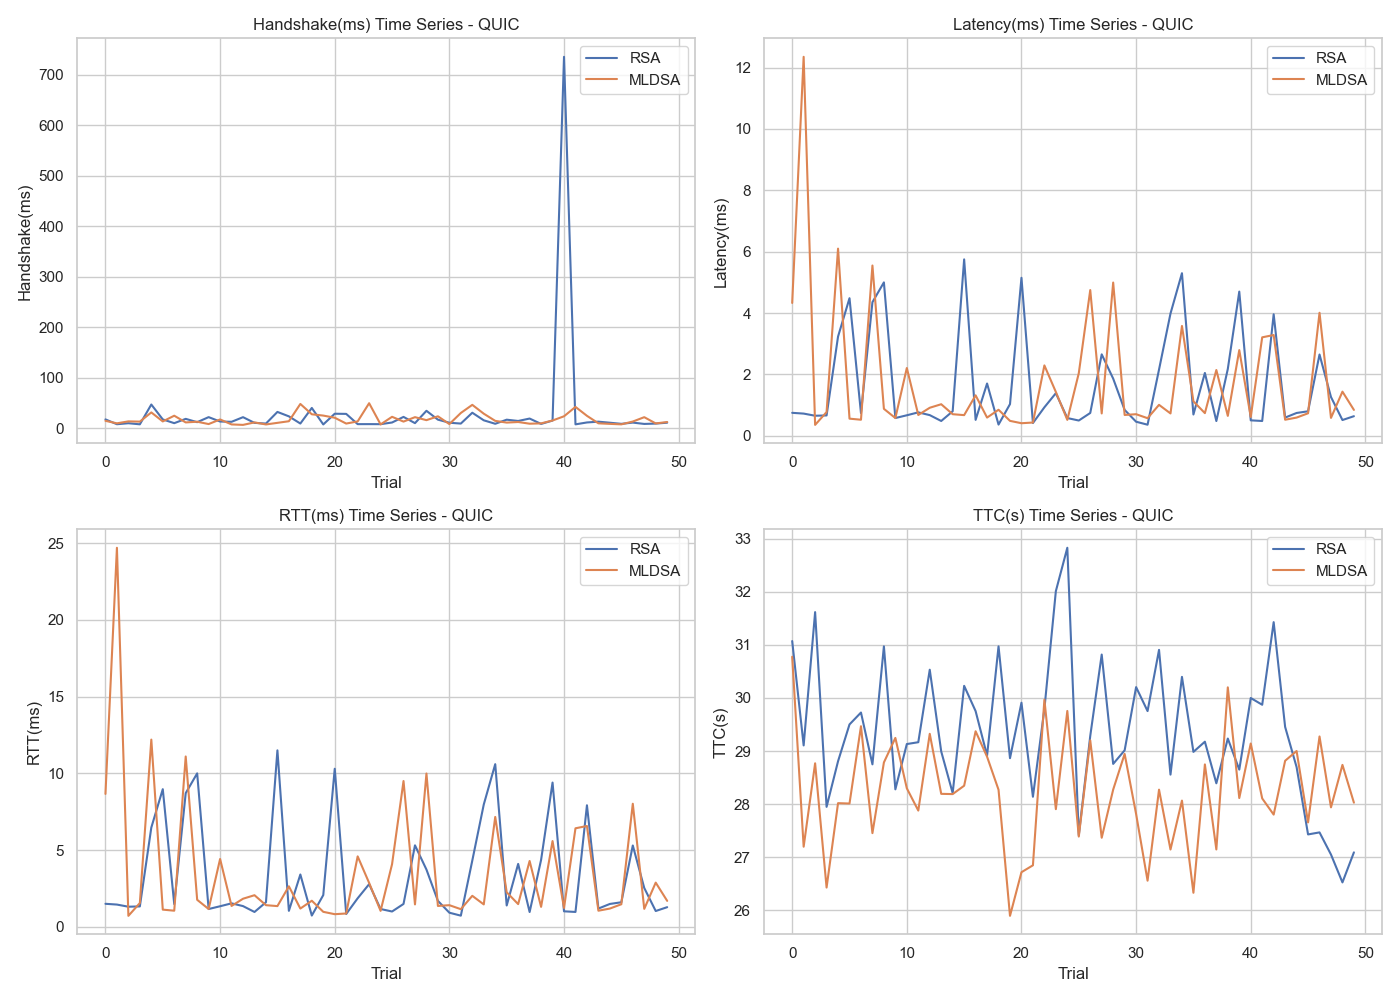 Handshake(ms) Time Series - QUIC
RSA
MLDSA
Handshake(ms)
700
600
500
400
300
200
100
0
0 10 20 30 40 50
Trial
Latency(ms) Time Series - QUIC
RSA
MLDSA
Latency(ms)
12
10
8
6
4
2
0
0 10 20 30 40 50
Trial
RTT(ms) Time Series - QUIC
RSA
MLDSA
RTT(ms)
25
20
15
10
5
0
0 10 20 30 40 50
Trial
TTC(s) Time Series - QUIC
RSA
MLDSA
TTC(s)
33
32
31
30
29
28
27
26
0 10 20 30 40 50
Trial